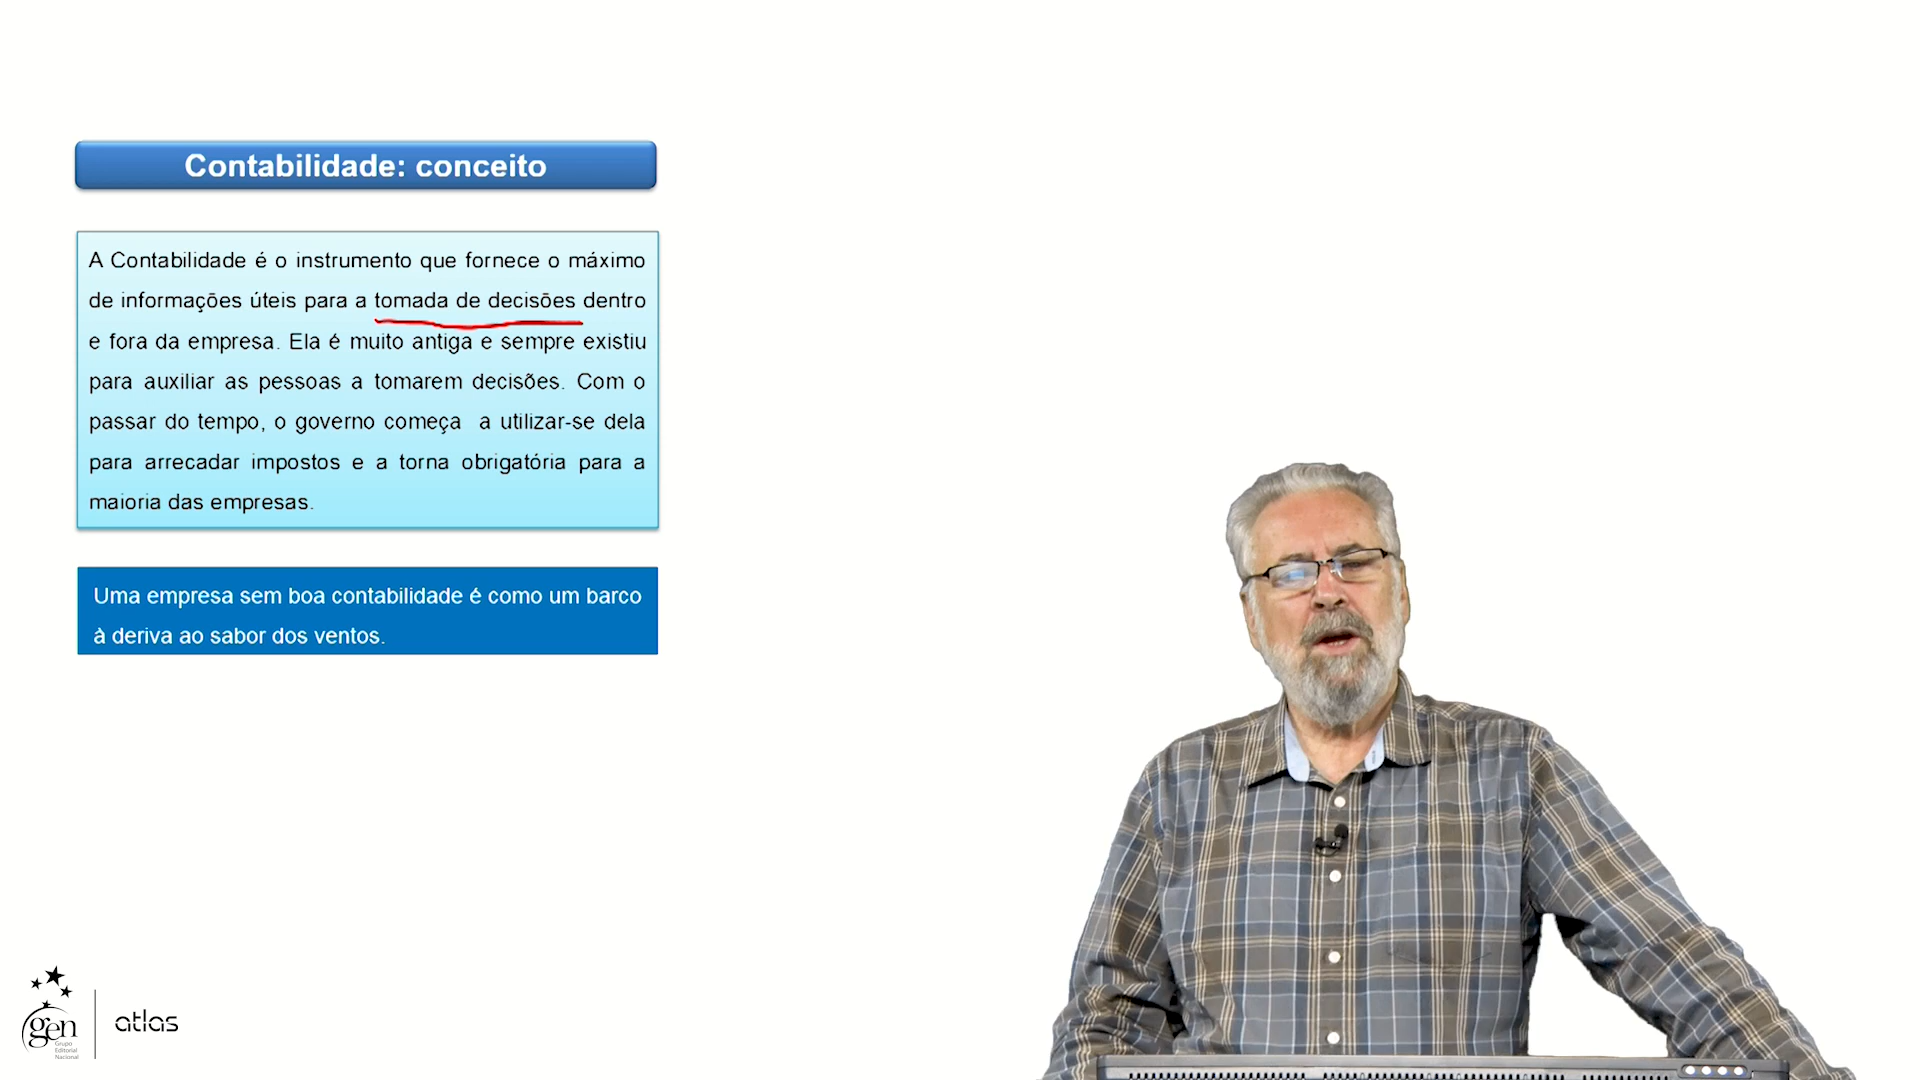 Contabilidade: conceito
A Contabilidade é o instrumento que fornece o máximo
de informações úteis para a tomada de decisões dentro
e fora da empresa. Ela é muito antiga e sempre existiu
para auxiliar as pessoas a tomarem decisões. Com o
passar do tempo, o governo começa a utilizar-se dela
para arrecadar impostos e a torna obrigatória para a
maioria das empresas.
Uma empresa sem boa contabilidade é como um barco
à deriva ao sabor dos ventos.
gen
Grupo
Editorial
Nacional
atlas